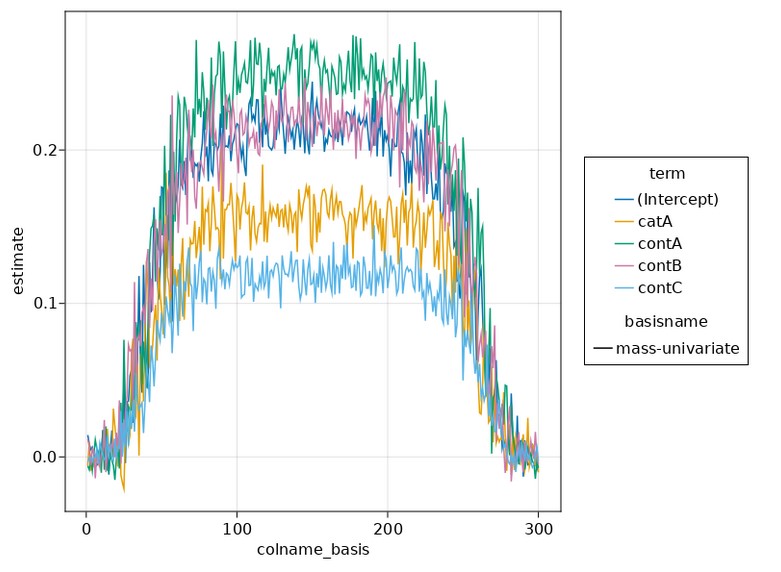 estimate
0.2
0.1
0.0
0
100
200
300
colname_basis
term
(Intercept)
catA
contA
contB
contC
basisname
mass-univariate